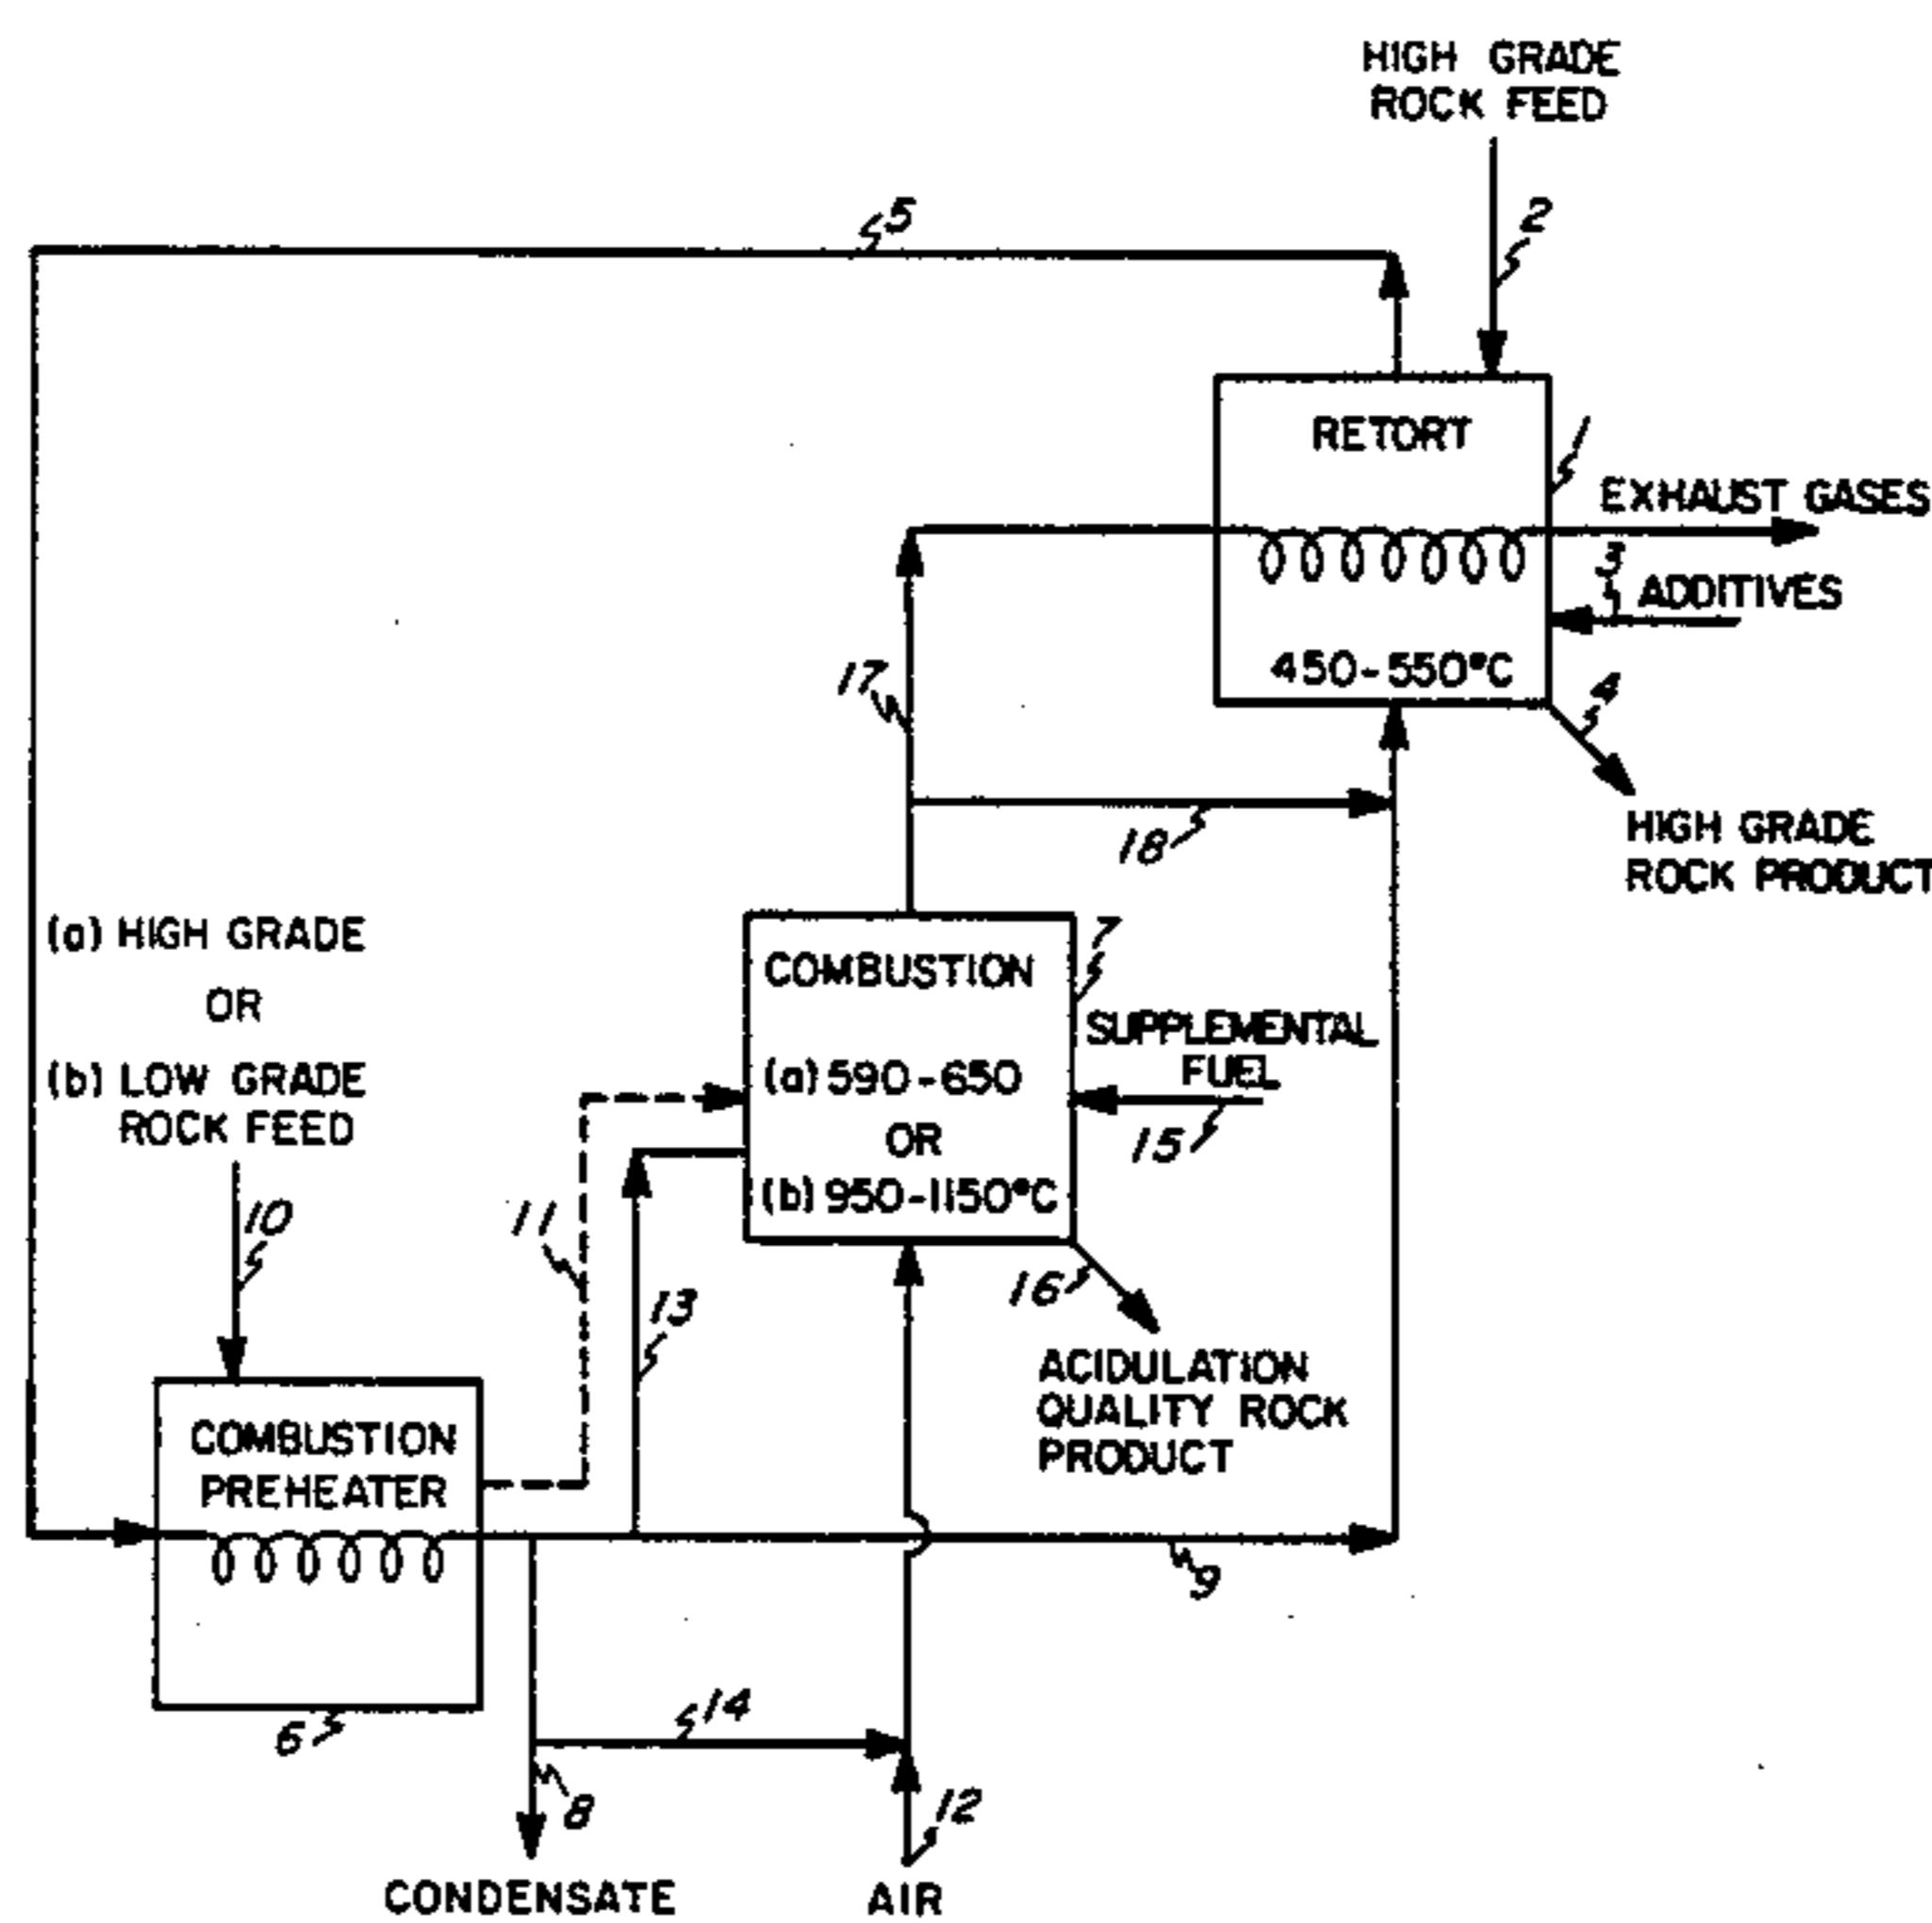 HIGH GRADE
ROCK FEED
5
2
RETORT
1
EXHAUST GASES
3
ADDITIVES
450-550°C
4
17
18
HIGH GRADE
ROCK PRODUCT
(a) HIGH GRADE
OR
(b) LOW GRADE
ROCK FEED
7
COMBUSTION
SUPPLEMENTAL
FUEL
(a) 590-650
OR
(b) 950-1150°C
15
10
11
13
16
ACIDULATION
QUALITY ROCK
PRODUCT
COMBUSTION
PREHEATER
9
6
14
8
12
CONDENSATE
AIR